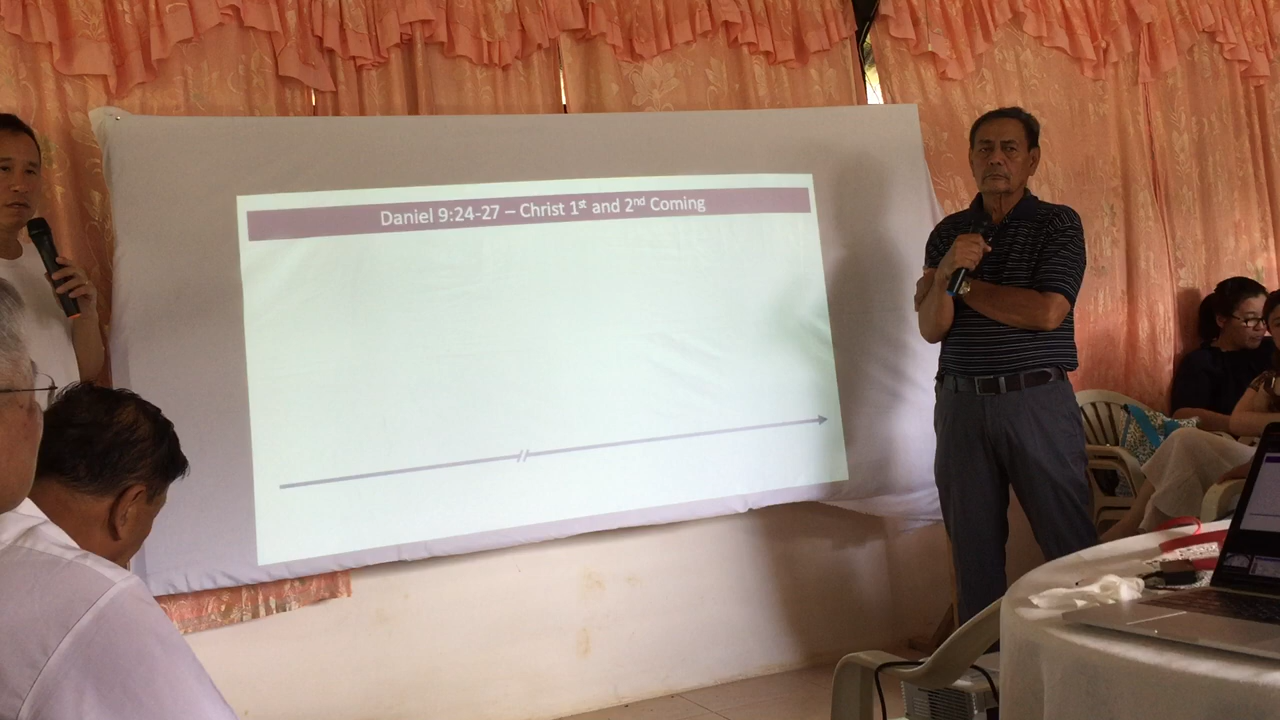 Daniel 9:24-27 – Christ 1st and 2nd Coming